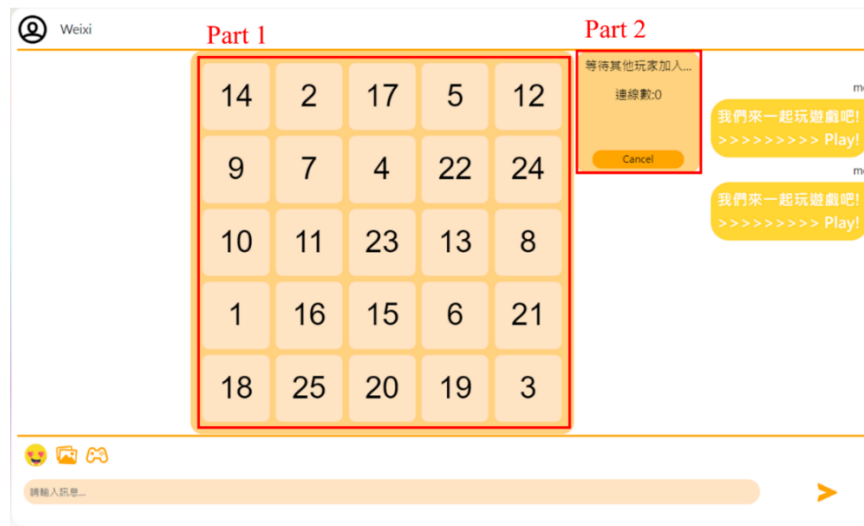 Weixi
Part 1
Part 2
14 2 17 5 12
9 7 4 22 24
10 11 23 13 8
1 16 15 6 21
18 25 20 19 3
等待其他玩家加入...
連線數:0
Cancel
我們來一起玩遊戲吧!
>>>>>>>>> Play!
我們來一起玩遊戲吧!
>>>>>>>>> Play!
請輸入訊息...